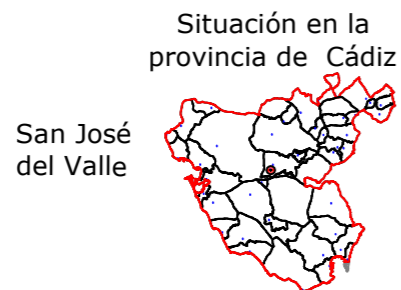 Situación en la
provincia de Cádiz
San José
del Valle